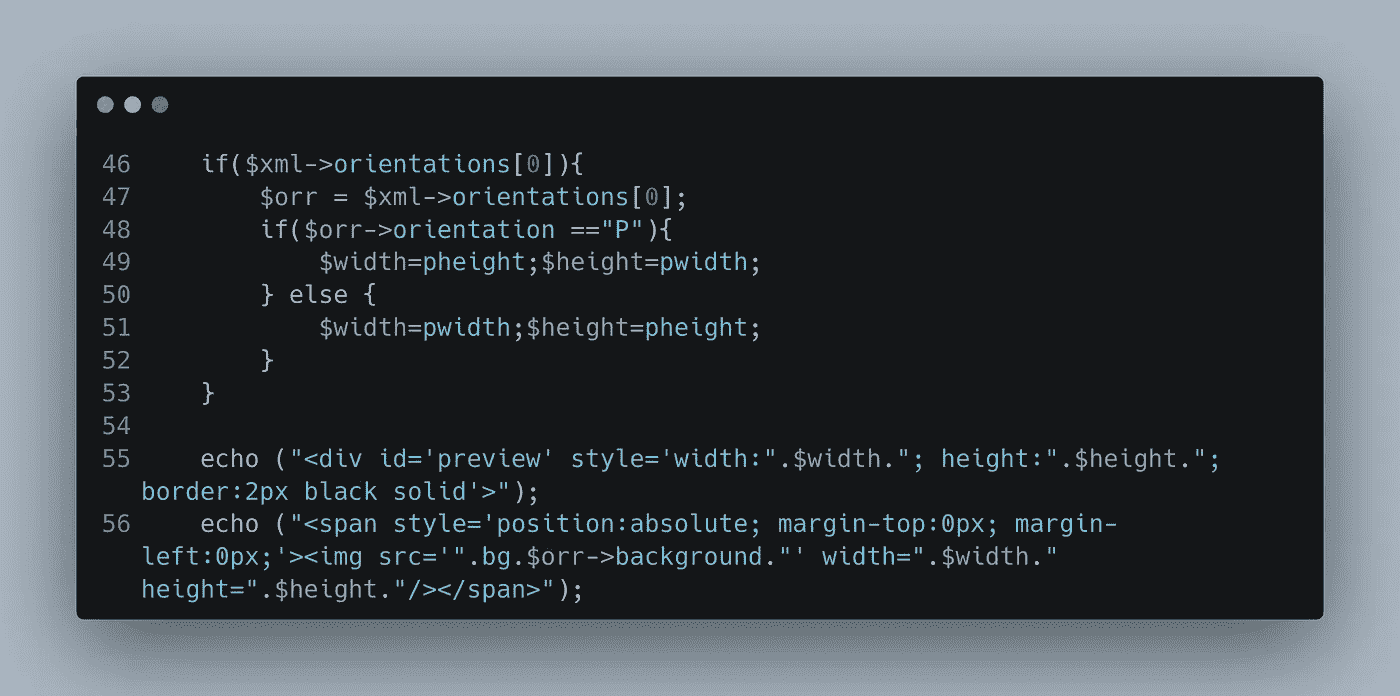 46     if($xml->orientations[0]){
47         $orr = $xml->orientations[0];
48         if($orr->orientation =="P"){
49             $width=pheight;$height=pwidth;
50         } else {
51             $width=pwidth;$height=pheight;
52         }
53     }
54
55     echo ("<div id='preview' style='width:".$width."; height:".$height.";
border:2px black solid'>");
56     echo ("<span style='position:absolute; margin-top:0px; margin-
left:0px;'><img src='".bg.$orr->background."' width=".$width."
height=".$height."/></span>");